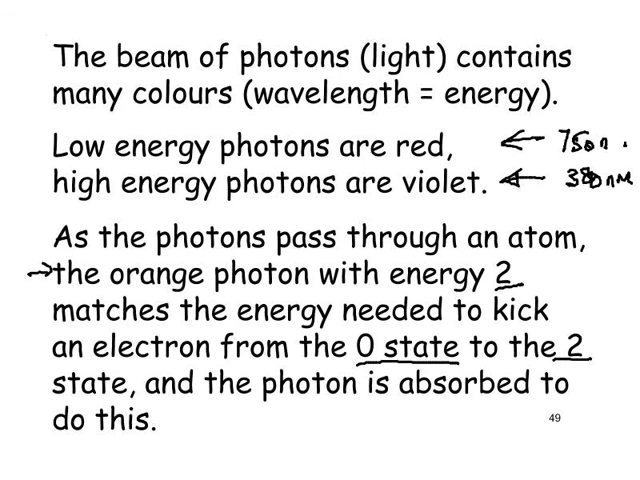 The beam of photons (light) contains
many colours (wavelength = energy).
Low energy photons are red, ← 750n
high energy photons are violet. ← 380nm
As the photons pass through an atom,
→ the orange photon with energy 2
matches the energy needed to kick
an electron from the 0 state to the 2
state, and the photon is absorbed to
do this.
49